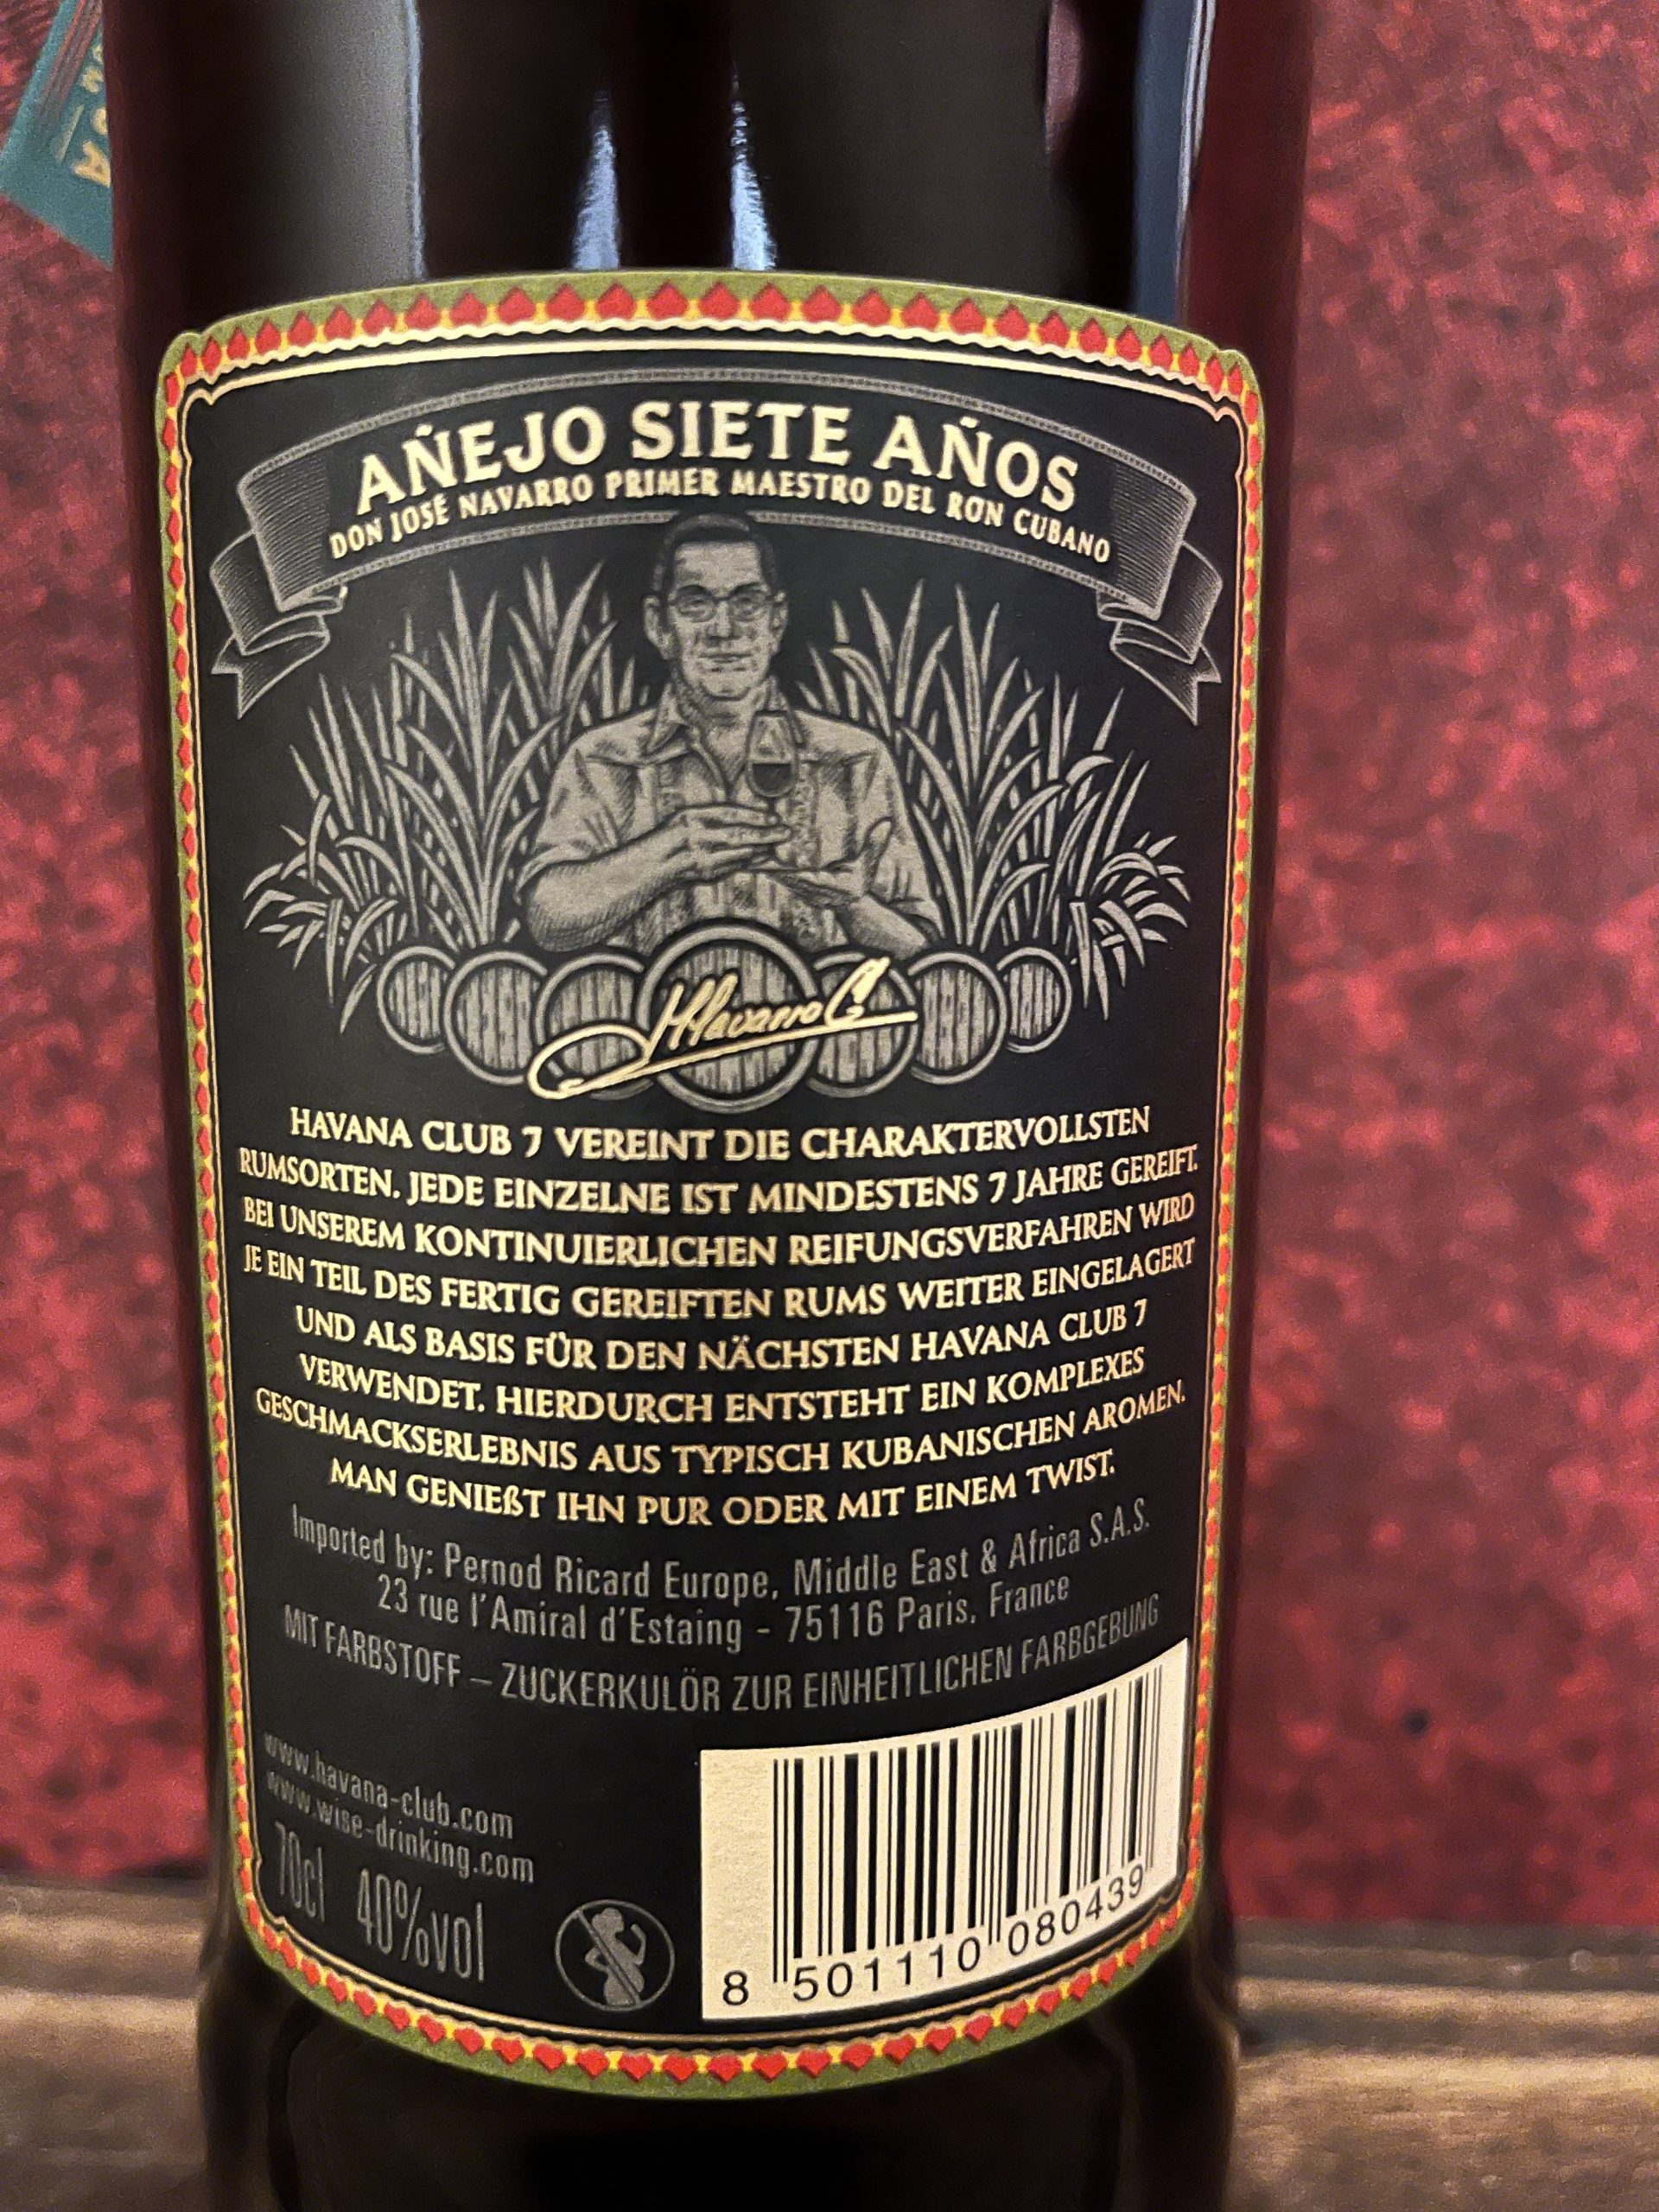 AÑEJO SIETE AÑOS
DON JOSÉ NAVARRO PRIMER MAESTRO DEL RON CUBANO
HAVANA CLUB 7 VEREINT DIE CHARAKTERVOLLSTEN
RUMSORTEN. JEDE EINZELNE IST MINDESTENS 7 JAHRE GEREIFT.
BEI UNSEREM KONTINUIERLICHEN REIFUNGSVERFAHREN WIRD
JE EIN TEIL DES FERTIG GEREIFTEN RUMS WEITER EINGELAGERT
UND ALS BASIS FÜR DEN NÄCHSTEN HAVANA CLUB 7
VERWENDET. HIERDURCH ENTSTEHT EIN KOMPLEXES
GESCHMACKSERLEBNIS AUS TYPISCH KUBANISCHEN AROMEN.
MAN GENIEßT IHN PUR ODER MIT EINEM TWIST.
Imported by: Pernod Ricard Europe, Middle East & Africa S.A.S.
23 rue l'Amiral d'Estaing - 75116 Paris, France
MIT FARBSTOFF – ZUCKERKULÖR ZUR EINHEITLICHEN FARBGEBUNG
www.havana-club.com
www.wise-drinking.com
70cl 40%vol
8 501110 080439